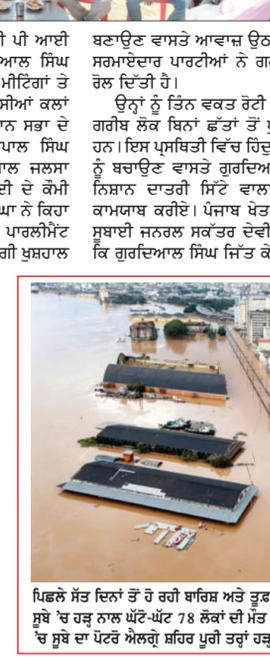 ੀ ਪੀ ਆਈ
ਆਲ ਸਿੰਘ
ਮੀਟਿੰਗਾਂ ਤੇ
ਸੀਆਂ ਕਲਾਂ
ਾਨ ਸਭਾ ਦੇ
ਪਾਲ ਸਿੰਘ
ਾਲ ਜਲਸਾ
ਈ ਦੇ ਕੌਮੀ
ਘਾ ਨੇ ਕਿਹਾ
ਪਾਰਲੀਮੈਂਟ
ਗੀ ਖੁਸ਼ਹਾਲ
ਬਣਾਉਣ ਵਾਸਤੇ ਆਵਾਜ਼ ਉਠ
ਸਰਮਾਏਦਾਰ ਪਾਰਟੀਆਂ ਨੇ ਗ
ਰੋਲ ਦਿੱਤੀ ਹੈ।
ਉਨ੍ਹਾਂ ਨੂੰ ਤਿੰਨ ਵਕਤ ਰੋਟੀ
ਗਰੀਬ ਲੋਕ ਬਿਨਾਂ ਛੱਤਾਂ ਤੋਂ
ਹਨ। ਇਸ ਪ੍ਰਸਥਿਤੀ ਵਿੱਚ ਹਿੰਦੁ
ਨੂੰ ਬਚਾਉਣ ਵਾਸਤੇ ਗੁਰਦਿਆ
ਨਿਸ਼ਾਨ ਦਾਤਰੀ ਸਿੱਟੇ ਵਾਲਾ
ਕਾਮਯਾਬ ਕਰੀਏ। ਪੰਜਾਬ ਖੇਤ
ਸੂਬਾਈ ਜਨਰਲ ਸਕੱਤਰ ਦੇਵੀ
ਕਿ ਗੁਰਦਿਆਲ ਸਿੰਘ ਜਿੱਤ ਕੇ
ਪਿਛਲੇ ਸੱਤ ਦਿਨਾਂ ਤੋਂ ਹੋ ਰਹੀ ਬਾਰਿਸ਼ ਅਤੇ ਤੂਫ਼
ਸੂਬੇ 'ਚ ਹੜ੍ਹ ਨਾਲ ਘੱਟੋ-ਘੱਟ 78 ਲੋਕਾਂ ਦੀ ਮੌਤ
'ਚ ਸੂਬੇ ਦਾ ਪੋਰਟੋ ਐਲਗ੍ਰੇ ਸ਼ਹਿਰ ਪੂਰੀ ਤਰ੍ਹਾਂ ਹੜ